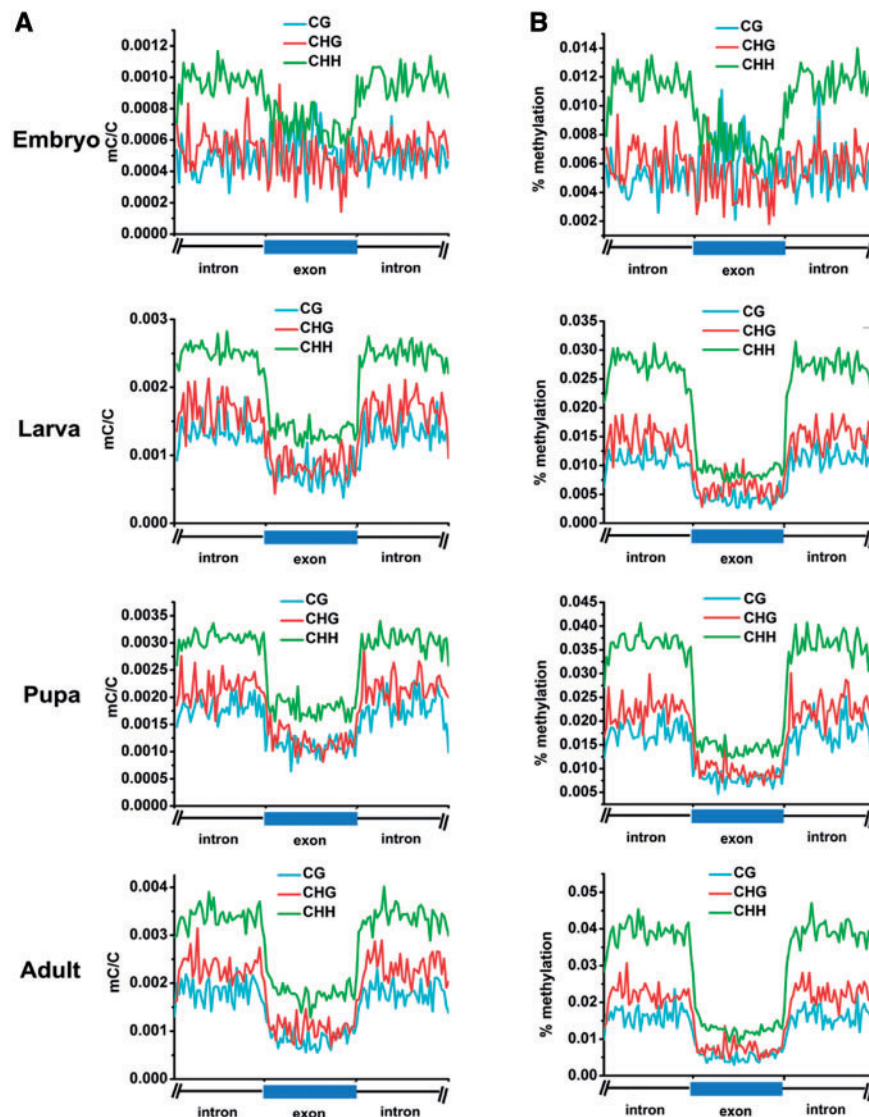 A
B
Embryo
mC/C
0.0012
0.0010
0.0008
0.0006
0.0004
0.0002
0.0000
CG
CHG
CHH
intron
exon
intron
% methylation
0.014
0.012
0.010
0.008
0.006
0.004
0.002
CG
CHG
CHH
intron
exon
intron
Larva
mC/C
0.003
0.002
0.001
0.000
CG
CHG
CHH
intron
exon
intron
% methylation
0.035
0.030
0.025
0.020
0.015
0.010
0.005
0.000
CG
CHG
CHH
intron
exon
intron
Pupa
mC/C
0.0035
0.0030
0.0025
0.0020
0.0015
0.0010
0.0005
0.0000
CG
CHG
CHH
intron
exon
intron
% methylation
0.045
0.040
0.035
0.030
0.025
0.020
0.015
0.010
0.005
CG
CHG
CHH
intron
exon
intron
Adult
mC/C
0.004
0.003
0.002
0.001
0.000
CG
CHG
CHH
intron
exon
intron
% methylation
0.05
0.04
0.03
0.02
0.01
0.00
CG
CHG
CHH
intron
exon
intron